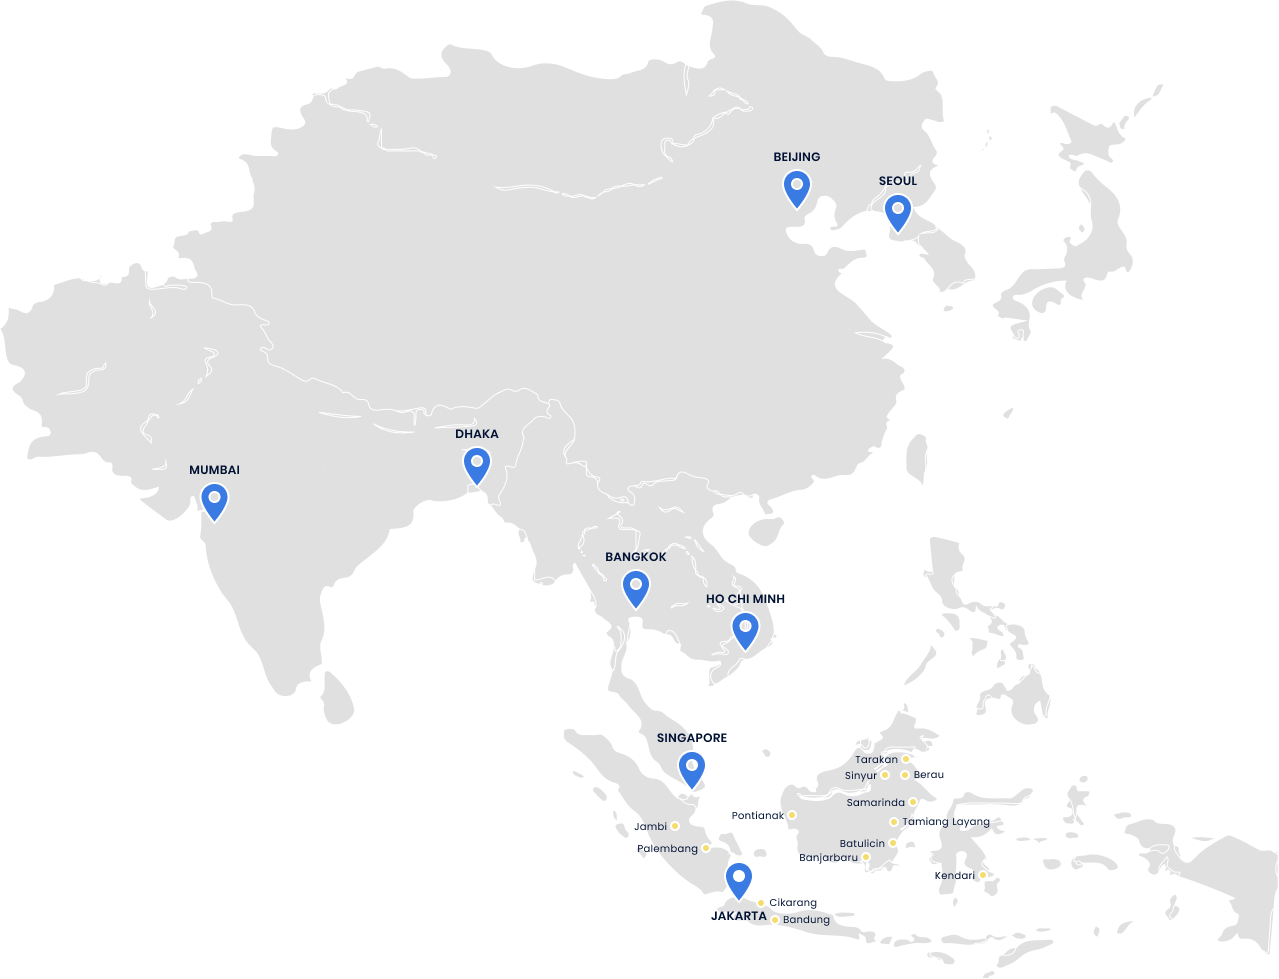 BEIJING
SEOUL
DHAKA
MUMBAI
BANGKOK
HO CHI MINH
SINGAPORE
Tarakan
Sinyur
Berau
Samarinda
Pontianak
Tamiang Layang
Jambi
Batulicin
Palembang
Banjarbaru
Kendari
Cikarang
JAKARTA
Bandung